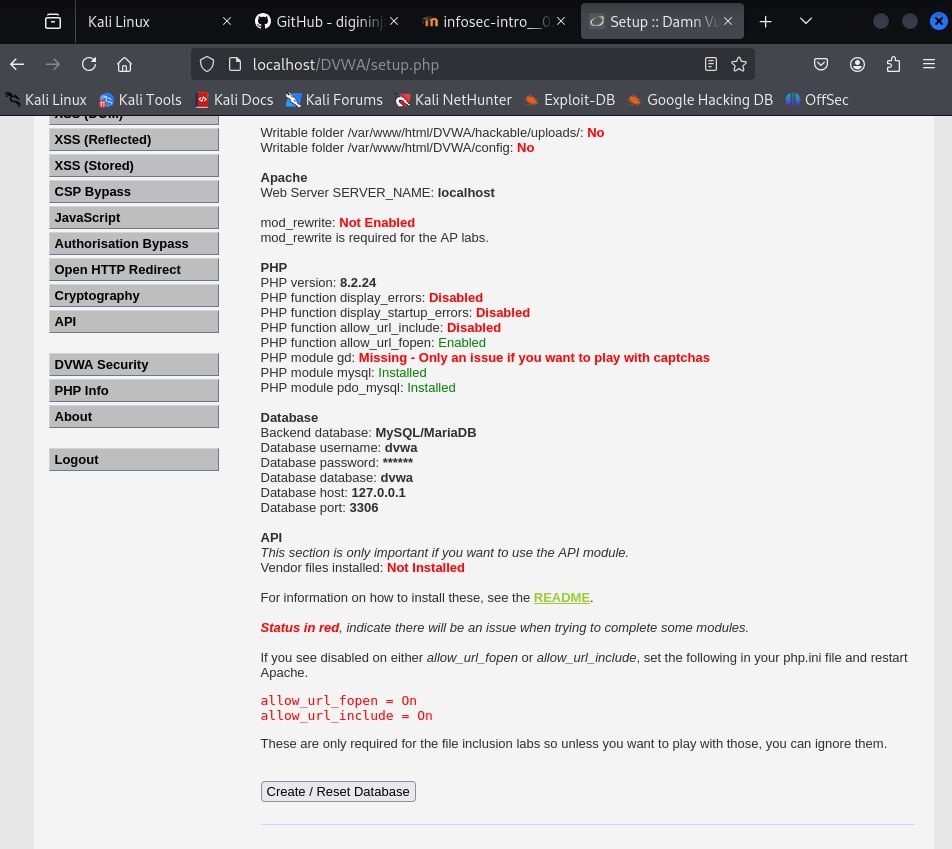 Kali Linux
GitHub - digininj
infosec-intro__0
Setup :: Damn Vu
localhost/DVWA/setup.php
Kali Linux
Kali Tools
Kali Docs
Kali Forums
Kali NetHunter
Exploit-DB
Google Hacking DB
OffSec
XSS (DOM)
XSS (Reflected)
XSS (Stored)
CSP Bypass
JavaScript
Authorisation Bypass
Open HTTP Redirect
Cryptography
API
DVWA Security
PHP Info
About
Logout
Writable folder /var/www/html/DVWA/hackable/uploads/: No
Writable folder /var/www/html/DVWA/config: No
Apache
Web Server SERVER_NAME: localhost
mod_rewrite: Not Enabled
mod_rewrite is required for the AP labs.
PHP
PHP version: 8.2.24
PHP function display_errors: Disabled
PHP function display_startup_errors: Disabled
PHP function allow_url_include: Disabled
PHP function allow_url_fopen: Enabled
PHP module gd: Missing - Only an issue if you want to play with captchas
PHP module mysql: Installed
PHP module pdo_mysql: Installed
Database
Backend database: MySQL/MariaDB
Database username: dvwa
Database password: ******
Database database: dvwa
Database host: 127.0.0.1
Database port: 3306
API
This section is only important if you want to use the API module.
Vendor files installed: Not Installed
For information on how to install these, see the README.
Status in red, indicate there will be an issue when trying to complete some modules.
If you see disabled on either allow_url_fopen or allow_url_include, set the following in your php.ini file and restart
Apache.
allow_url_fopen = On
allow_url_include = On
These are only required for the file inclusion labs so unless you want to play with those, you can ignore them.
Create / Reset Database